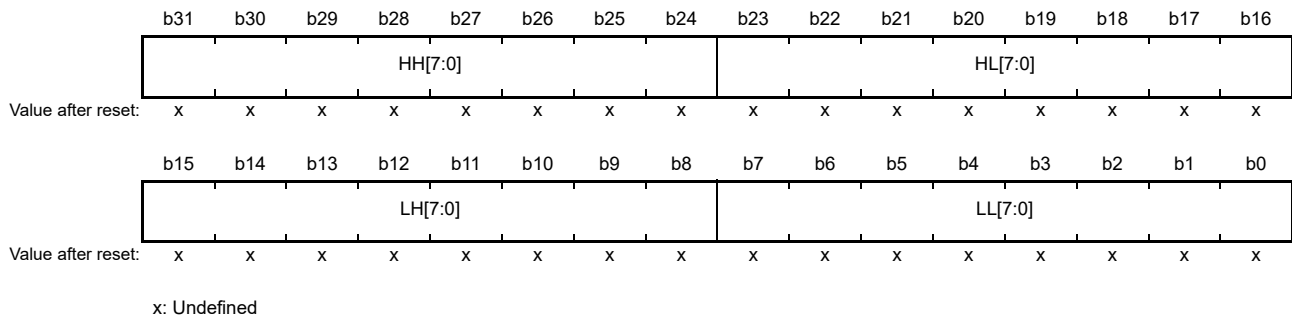 b31 b30 b29 b28 b27 b26 b25 b24 b23 b22 b21 b20 b19 b18 b17 b16
HH[7:0] HL[7:0]
Value after reset: x x x x x x x x x x x x x x x x
b15 b14 b13 b12 b11 b10 b9 b8 b7 b6 b5 b4 b3 b2 b1 b0
LH[7:0] LL[7:0]
Value after reset: x x x x x x x x x x x x x x x x
x: Undefined